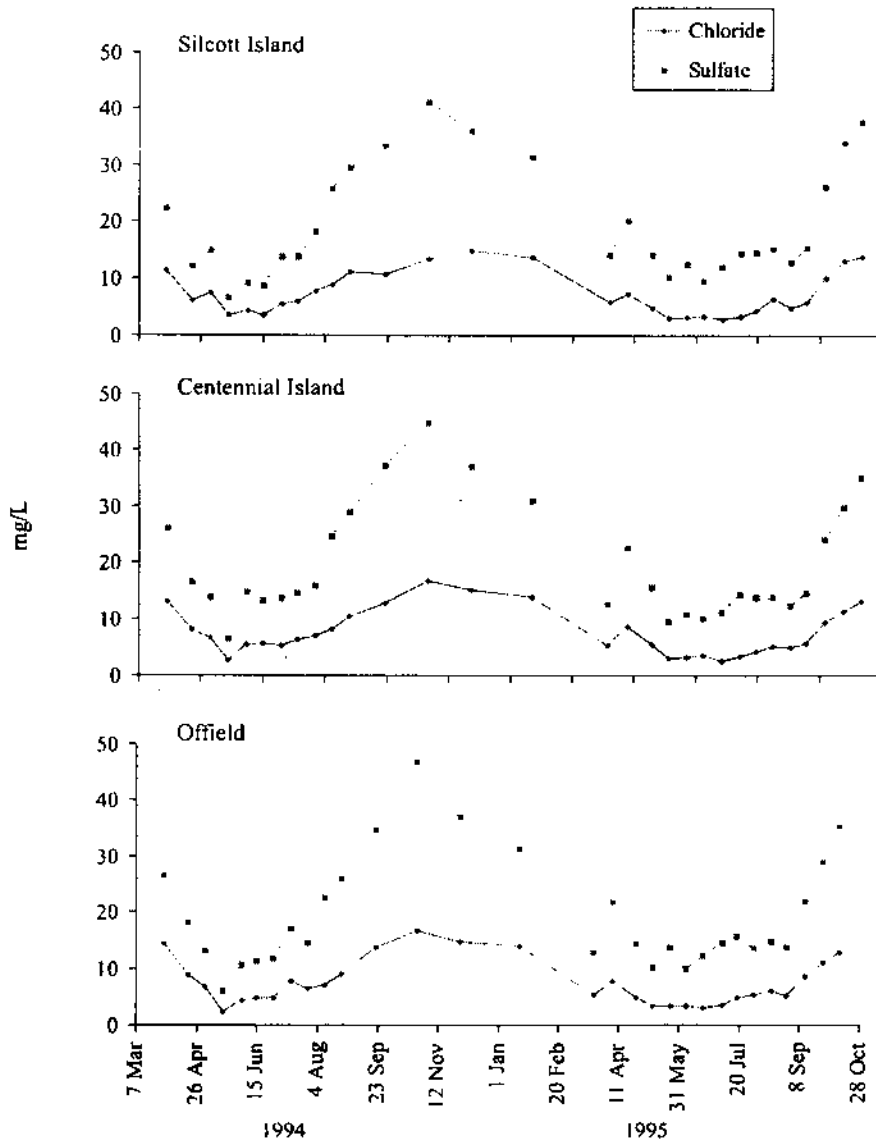 Chloride
Sulfate
Silcott Island
50
40
30
20
10
0
Centennial Island
50
40
30
20
10
0
mg/L
Offield
50
40
30
20
10
0
7 Mar
26 Apr
15 Jun
4 Aug
23 Sep
12 Nov
1 Jan
20 Feb
11 Apr
31 May
20 Jul
8 Sep
28 Oct
1994
1995